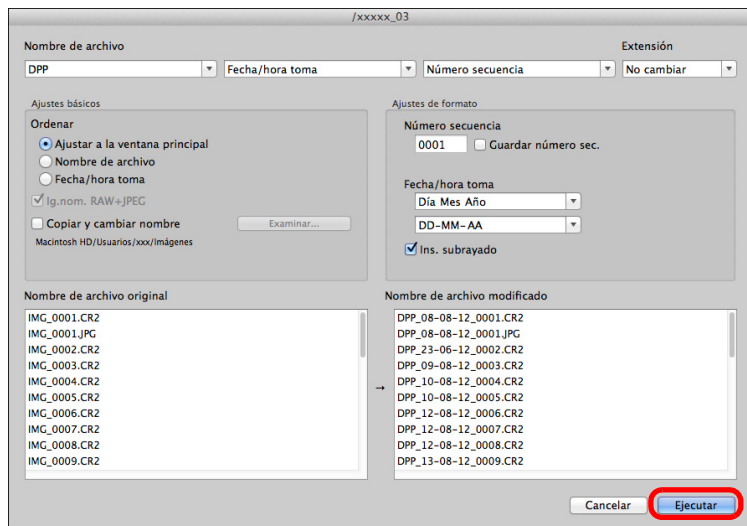 /xxxxx_03
Nombre de archivo
Extensión
DPP
Fecha/hora toma
Número secuencia
No cambiar
Ajustes básicos
Ordenar
Ajustar a la ventana principal
Nombre de archivo
Fecha/hora toma
Ig.nom. RAW+JPEG
Copiar y cambiar nombre
Examinar...
Macintosh HD/Usuarios/xxx/Imágenes
Ajustes de formato
Número secuencia
0001
Guardar número sec.
Fecha/hora toma
Día Mes Año
DD-MM-AA
Ins. subrayado
Nombre de archivo original
IMG_0001.CR2
IMG_0001.JPG
IMG_0002.CR2
IMG_0003.CR2
IMG_0004.CR2
IMG_0005.CR2
IMG_0006.CR2
IMG_0007.CR2
IMG_0008.CR2
IMG_0009.CR2
→
Nombre de archivo modificado
DPP_08-08-12_0001.CR2
DPP_08-08-12_0001.JPG
DPP_23-06-12_0002.CR2
DPP_09-08-12_0003.CR2
DPP_10-08-12_0004.CR2
DPP_10-08-12_0005.CR2
DPP_12-08-12_0006.CR2
DPP_12-08-12_0007.CR2
DPP_12-08-12_0008.CR2
DPP_13-08-12_0009.CR2
Cancelar
Ejecutar